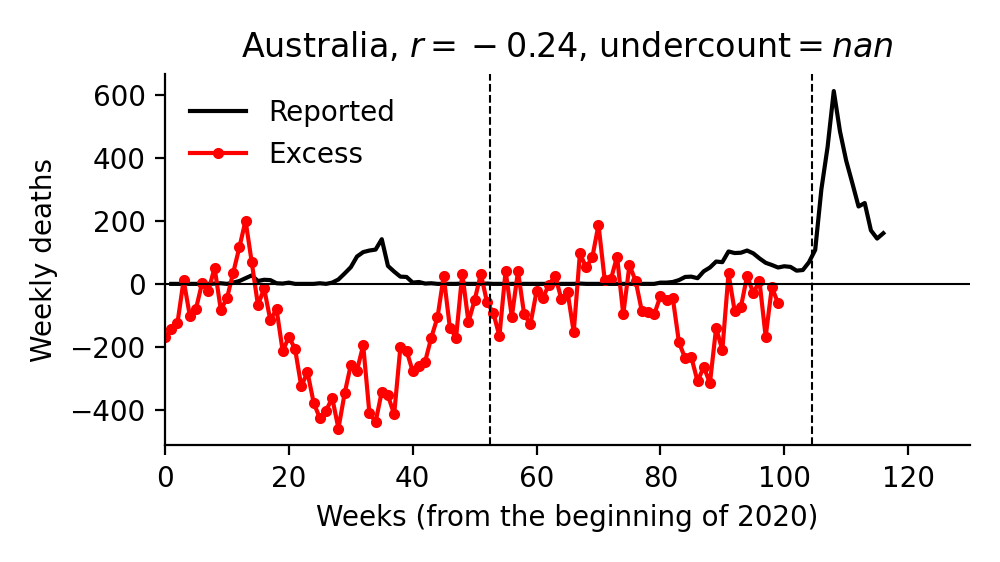 Australia, r = − 0.24, undercount = nan
Reported
Excess
Weekly deaths
600
400
200
0
−200
−400
0 20 40 60 80 100 120
Weeks (from the beginning of 2020)